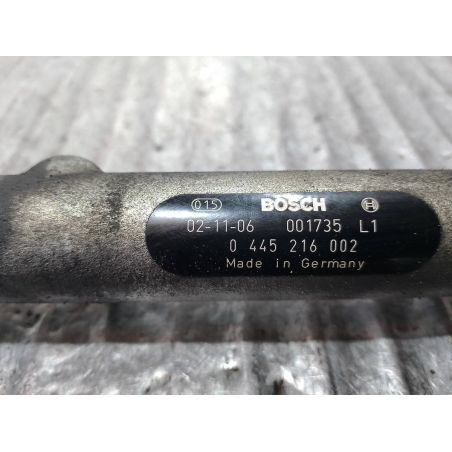 015 BOSCH
02-11-06 001735 L1
0 445 216 002
Made in Germany